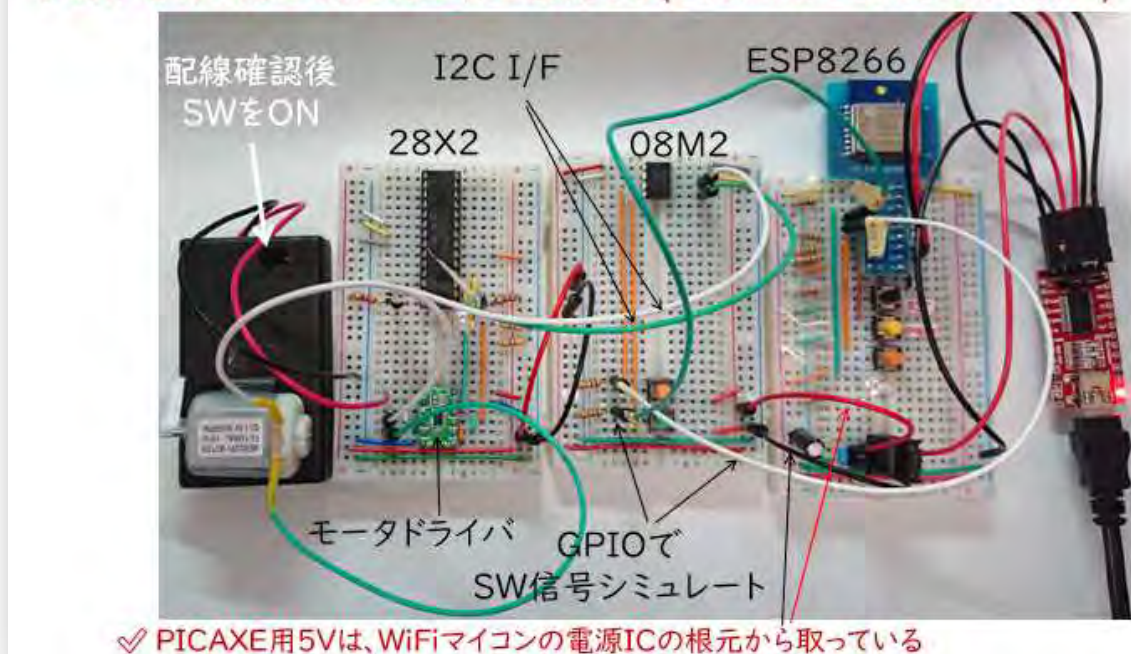 配線確認後
SWをON
I2C I/F
ESP8266
28X2
08M2
モータドライバ
GPIOで
SW信号シミュレート
✓ PICAXE用5Vは、WiFiマイコンの電源ICの根元から取っている